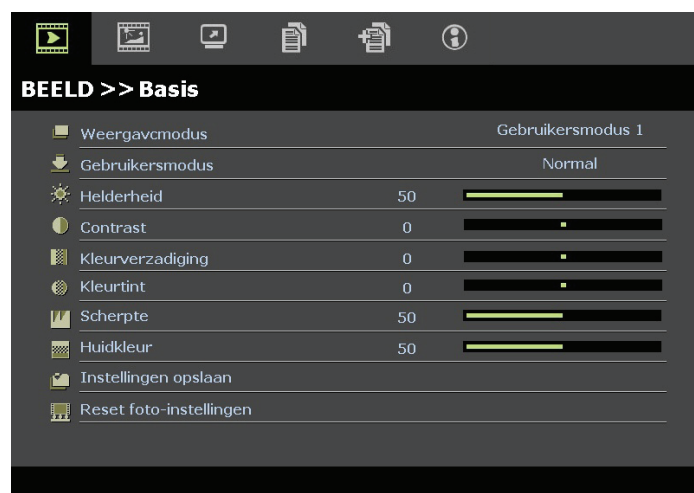 BEELD >> Basis
Weergavcmodus Gebruikersmodus 1
Gebruikersmodus Normal
Helderheid 50
Contrast 0
Kleurverzadiging 0
Kleurtint 0
Scherpte 50
Huidkleur 50
Instellingen opslaan
Reset foto-instellingen